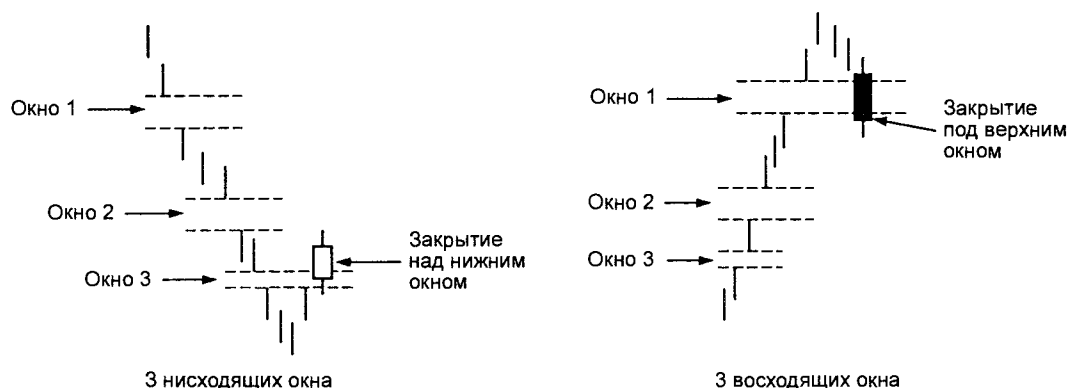 Окно 1
Окно 2
Окно 3
Закрытие
над нижним
окном
3 нисходящих окна
Окно 1
Закрытие
под верхним
окном
Окно 2
Окно 3
3 восходящих окна